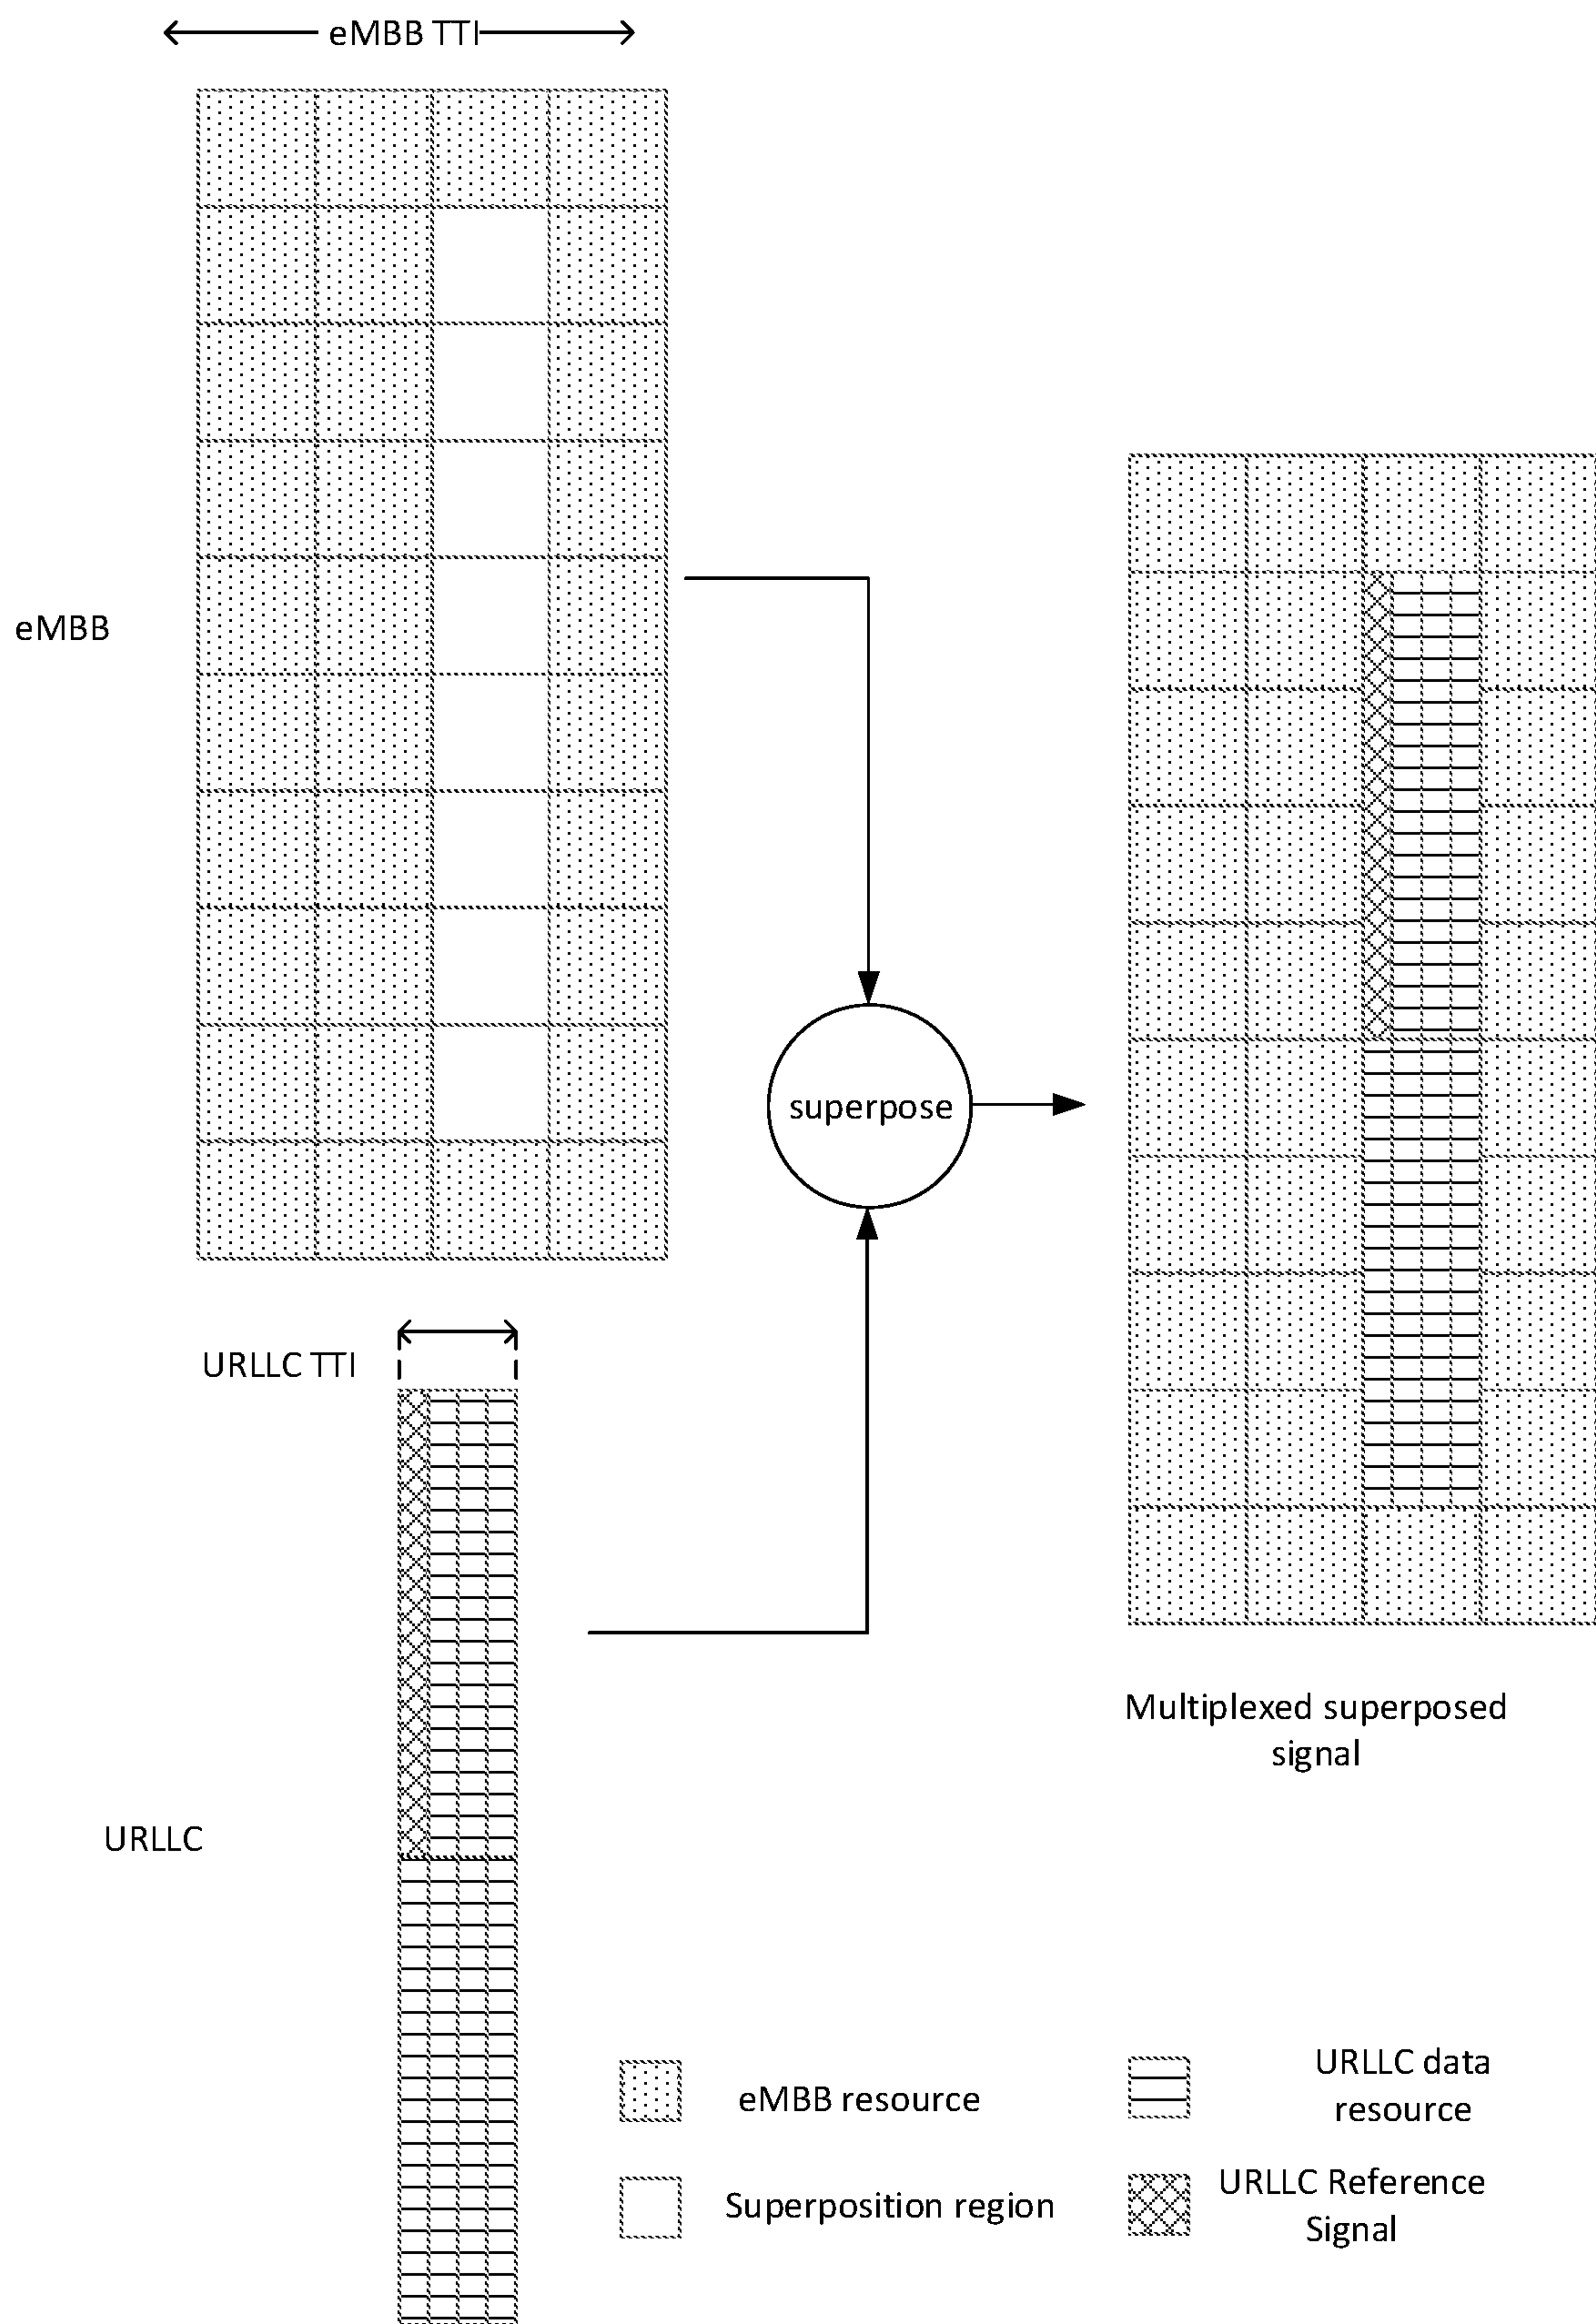 eMBB TTI
eMBB
superpose
URLLC TTI
Multiplexed superposed
signal
URLLC
eMBB resource
URLLC data
resource
Superposition region
URLLC Reference
Signal